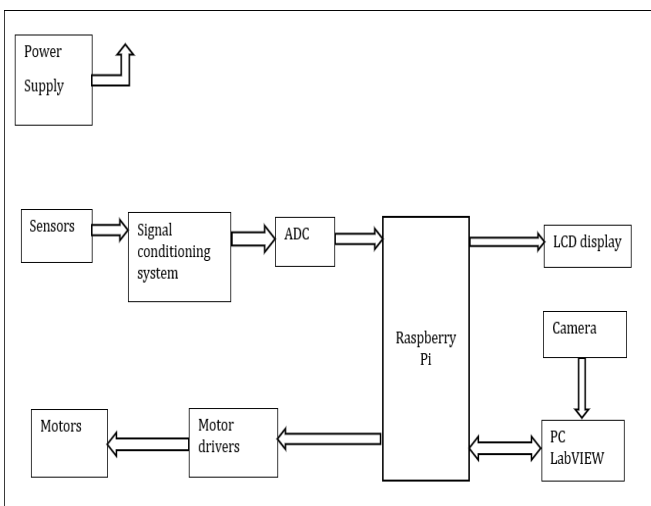 Power
Supply
Sensors
Signal
conditioning
system
ADC
LCD display
Raspberry
Pi
Camera
Motors
Motor
drivers
PC
LabVIEW